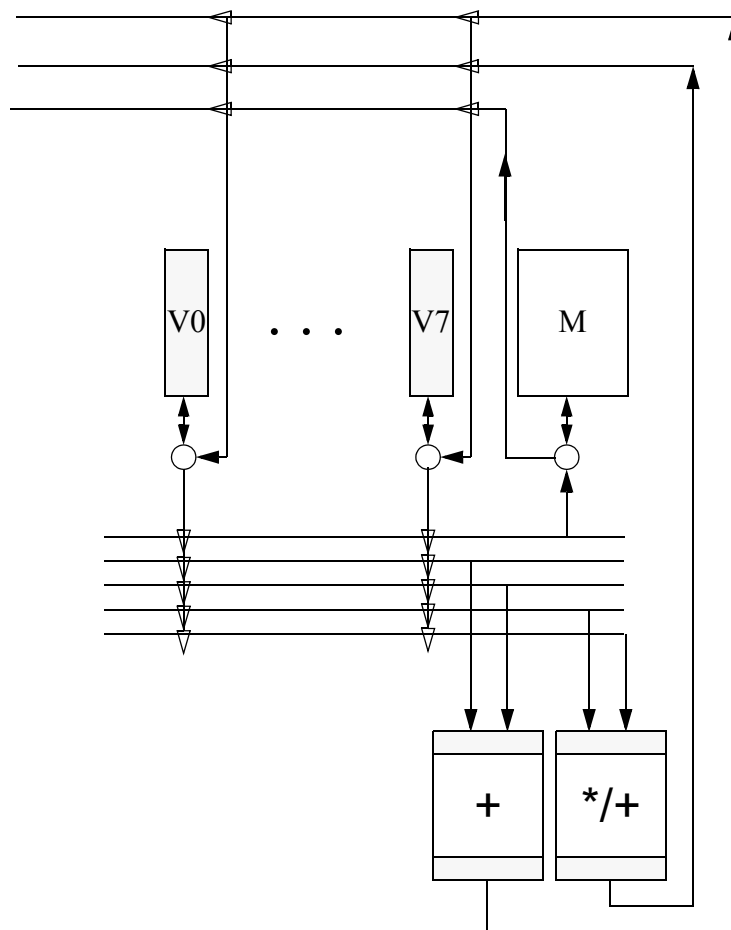 V0 . . . V7 M
+ */+